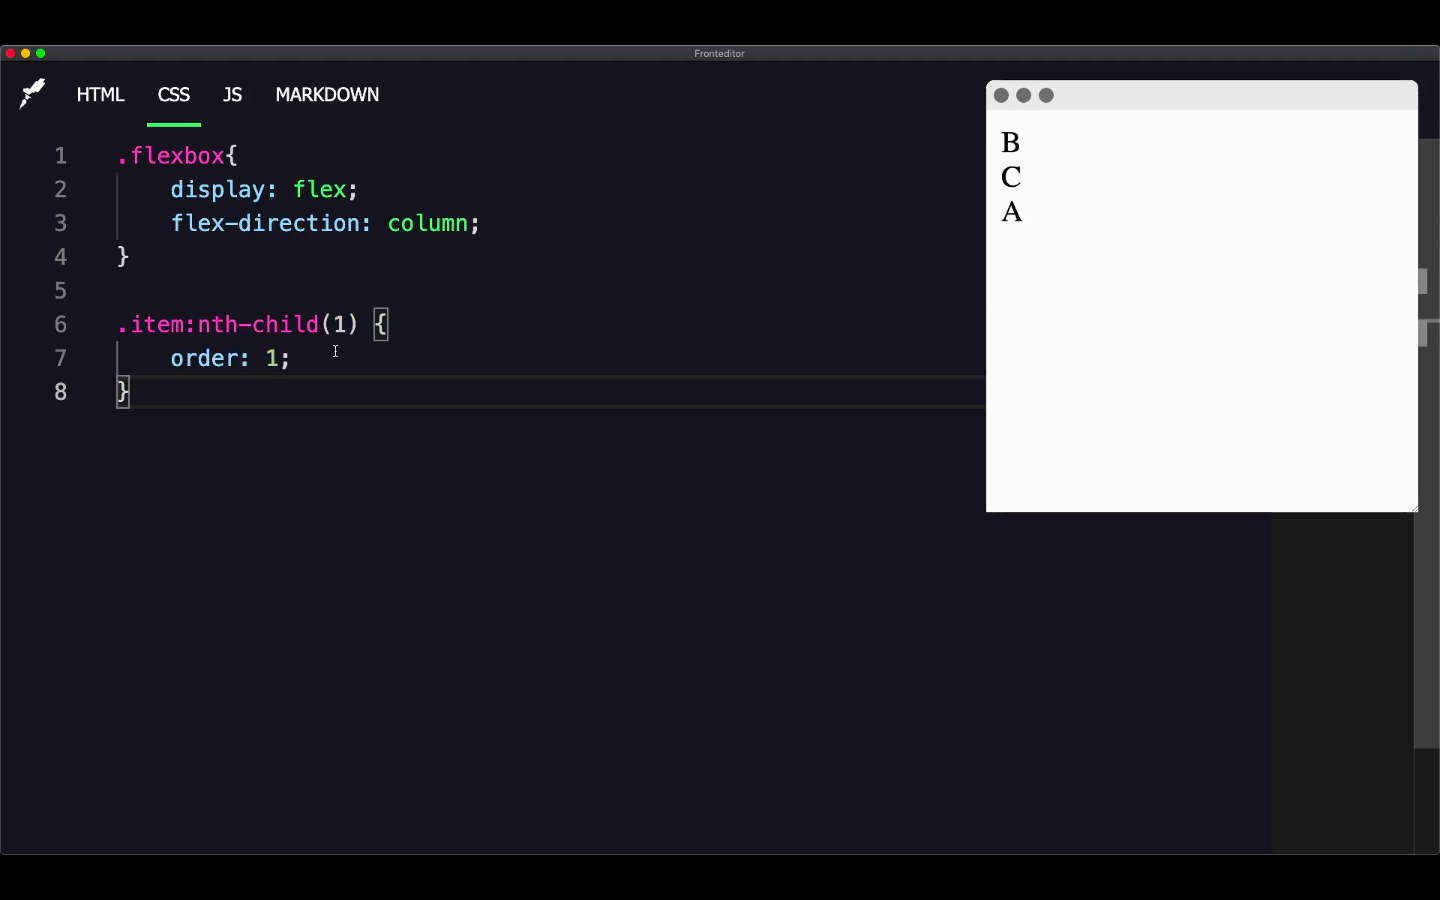 Fronteditor
HTML CSS JS MARKDOWN
1 .flexbox{
2 display: flex;
3 flex-direction: column;
4 }
5
6 .item:nth-child(1) {
7 order: 1;
8 }
B
C
A